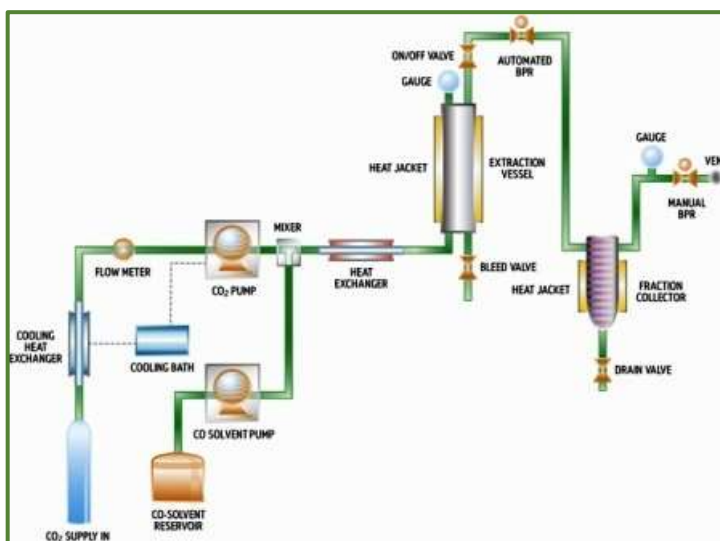 ON/OFF VALVE
AUTOMATED
BPR
GAUGE
HEAT JACKET
EXTRACTION
VESSEL
GAUGE
MANUAL
BPR
MIXER
FLOW METER
CO₂ PUMP
HEAT
EXCHANGER
BLEED VALVE
HEAT JACKET
FRACTION
COLLECTOR
COOLING
HEAT
EXCHANGER
COOLING BATH
DRAIN VALVE
CO SOLVENT PUMP
CO-SOLVENT
RESERVOIR
CO₂ SUPPLY IN